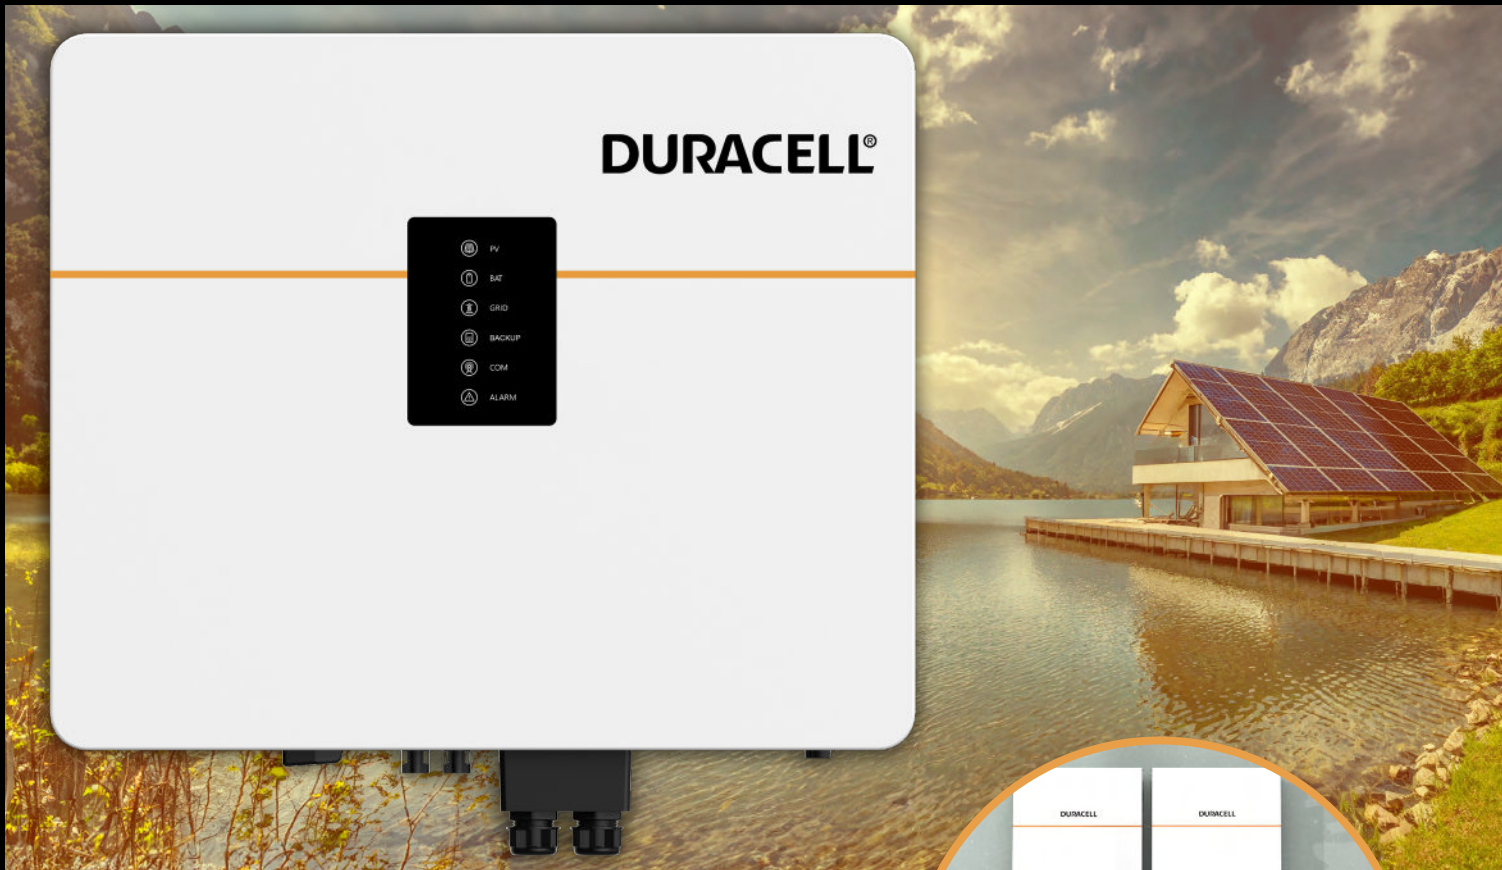 DURACELL®
PV
BAT
GRID
BACKUP
COM
ALARM
DURACELL
DURACELL